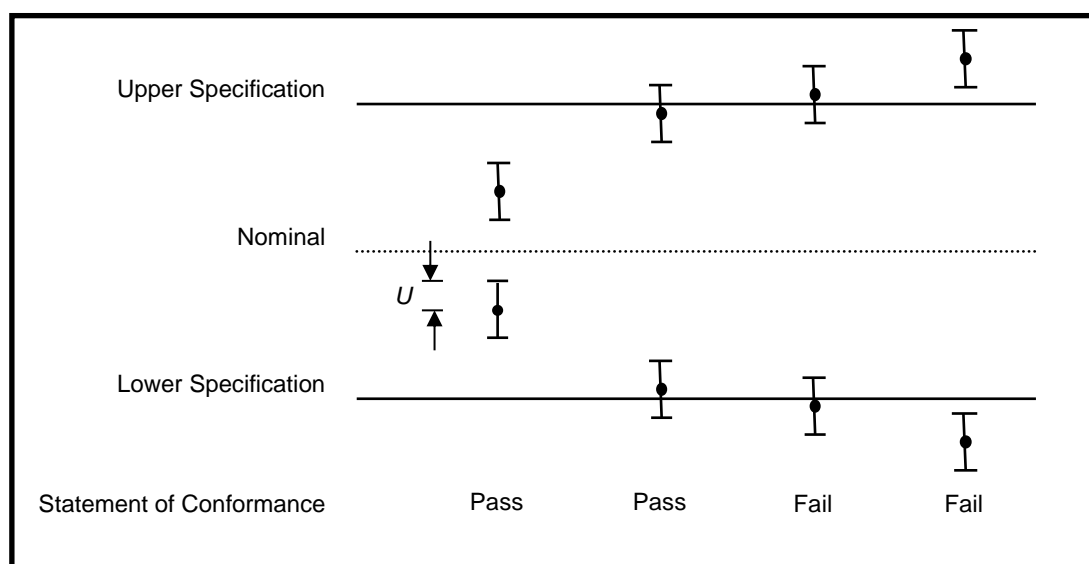 Upper Specification
Nominal
U
Lower Specification
Statement of Conformance Pass Pass Fail Fail